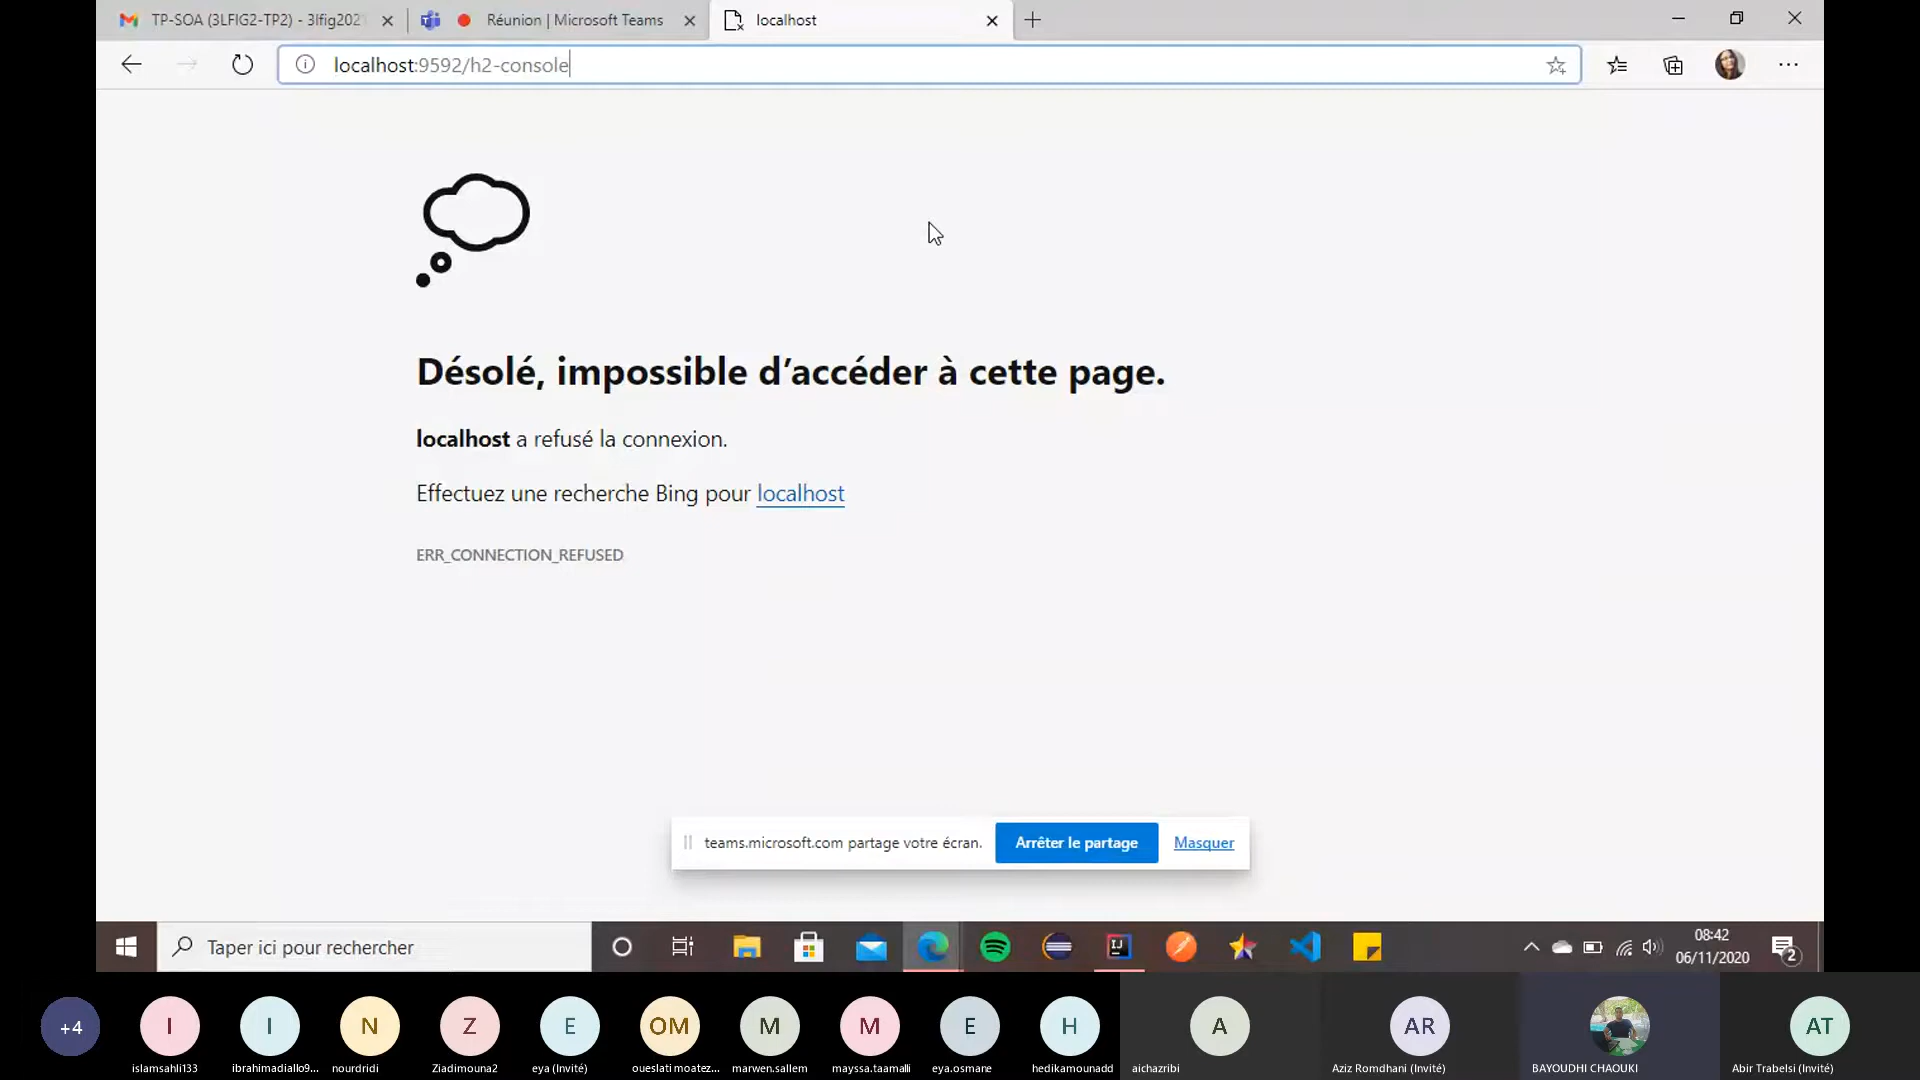 TP-SOA (3LFIG2-TP2) - 3lfig202
Réunion | Microsoft Teams
localhost
localhost:9592/h2-console
Désolé, impossible d’accéder à cette page.
localhost a refusé la connexion.
Effectuez une recherche Bing pour localhost
ERR_CONNECTION_REFUSED
teams.microsoft.com partage votre écran.
Arrêter le partage
Masquer
Taper ici pour rechercher
08:42
06/11/2020
2
+4
I
I
N
Z
E
OM
M
M
E
H
A
AR
AT
islamsahli133
ibrahimadiallo9...
nourdridi
Ziadimouna2
eya (Invité)
oueslati moatez...
marwen.sallem
mayssa.taamalli
eya.osmane
hedikamounadd
aichazribi
Aziz Romdhani (Invité)
BAYOUDHI CHAOUKI
Abir Trabelsi (Invité)